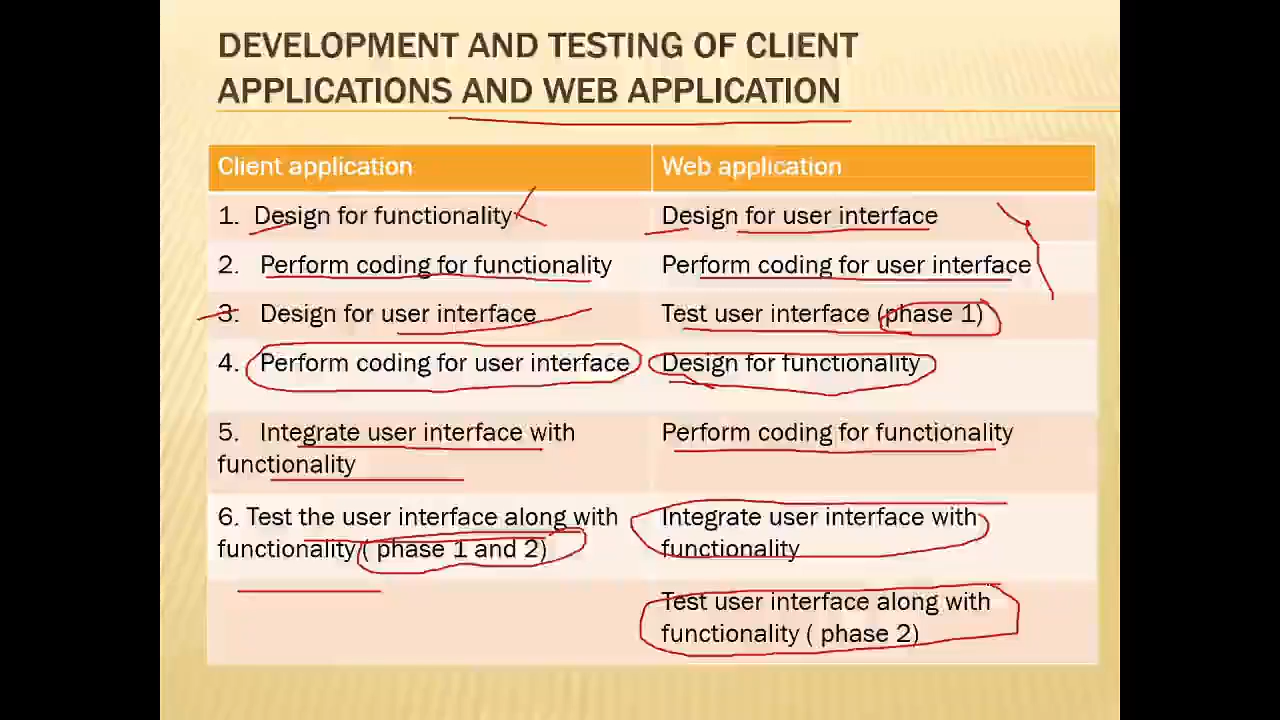 DEVELOPMENT AND TESTING OF CLIENT
APPLICATIONS AND WEB APPLICATION
Client application
Web application
1. Design for functionality
Design for user interface
2. Perform coding for functionality
Perform coding for user interface
3. Design for user interface
Test user interface (phase 1)
4. Perform coding for user interface
Design for functionality
5. Integrate user interface with
functionality
Perform coding for functionality
6. Test the user interface along with
functionality ( phase 1 and 2)
Integrate user interface with
functionality
Test user interface along with
functionality ( phase 2)